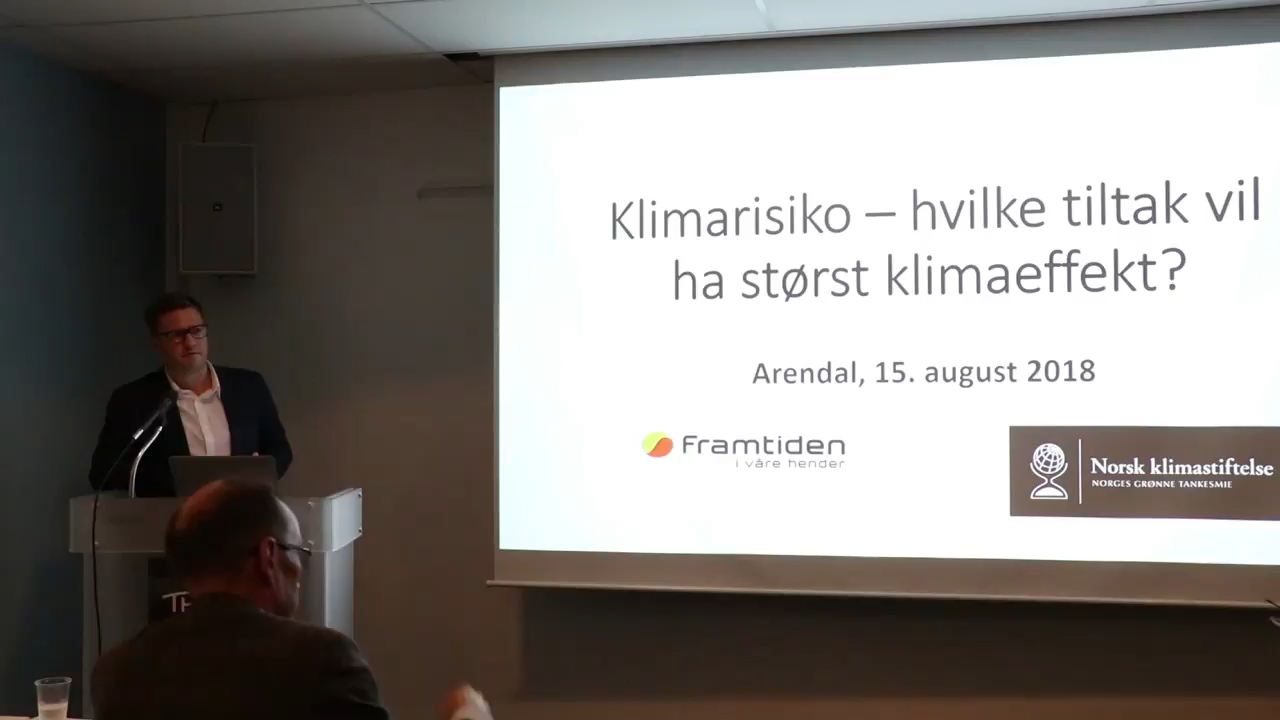 Klimarisiko – hvilke tiltak vil
ha størst klimaeffekt?
Arendal, 15. august 2018
Framtiden
i våre hender
Norsk klimastiftelse
NORGES GRØNNE TANKESMIE